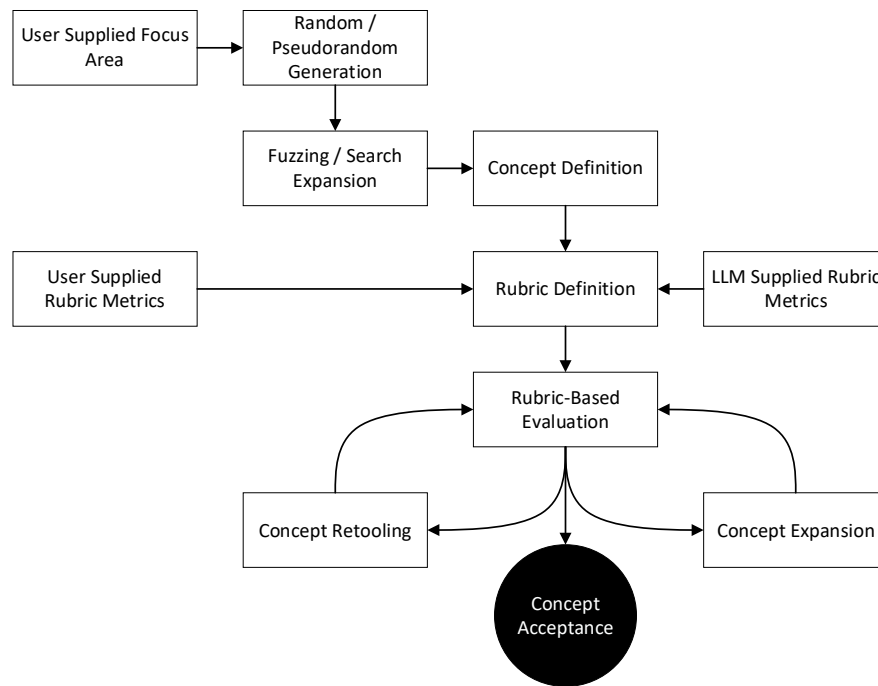 User Supplied Focus
Area
Random /
Pseudorandom
Generation
Fuzzing / Search
Expansion
Concept Definition
User Supplied
Rubric Metrics
Rubric Definition
LLM Supplied Rubric
Metrics
Rubric-Based
Evaluation
Concept Retooling
Concept Expansion
Concept
Acceptance